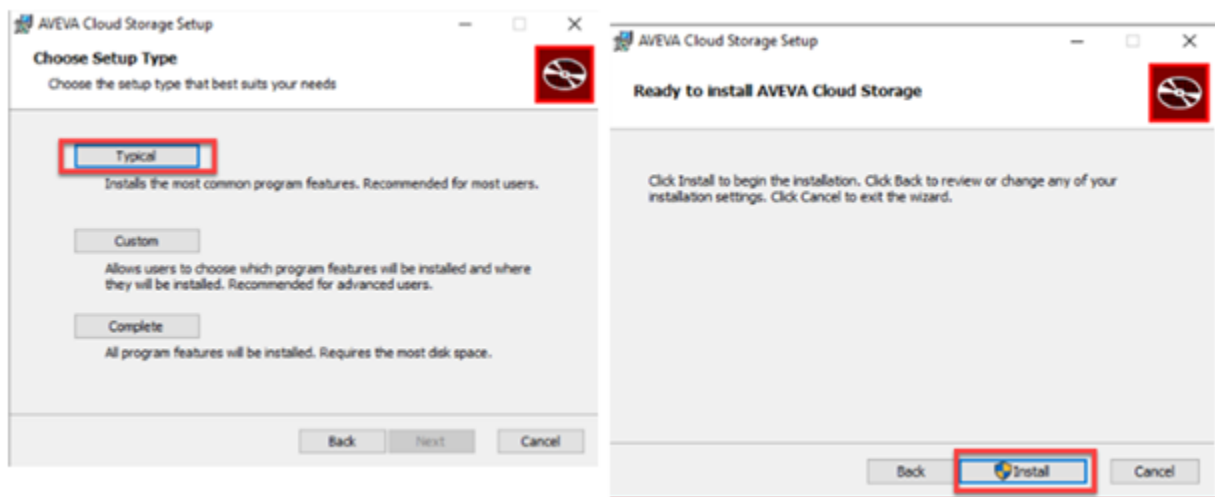 AVEVA Cloud Storage Setup
Choose Setup Type
Choose the setup type that best suits your needs
Typical
Installs the most common program features. Recommended for most users.
Custom
Allows users to choose which program features will be installed and where
they will be installed. Recommended for advanced users.
Complete
All program features will be installed. Requires the most disk space.
Back Next Cancel
AVEVA Cloud Storage Setup
Ready to install AVEVA Cloud Storage
Click Install to begin the installation. Click Back to review or change any of your
installation settings. Click Cancel to exit the wizard.
Back Install Cancel